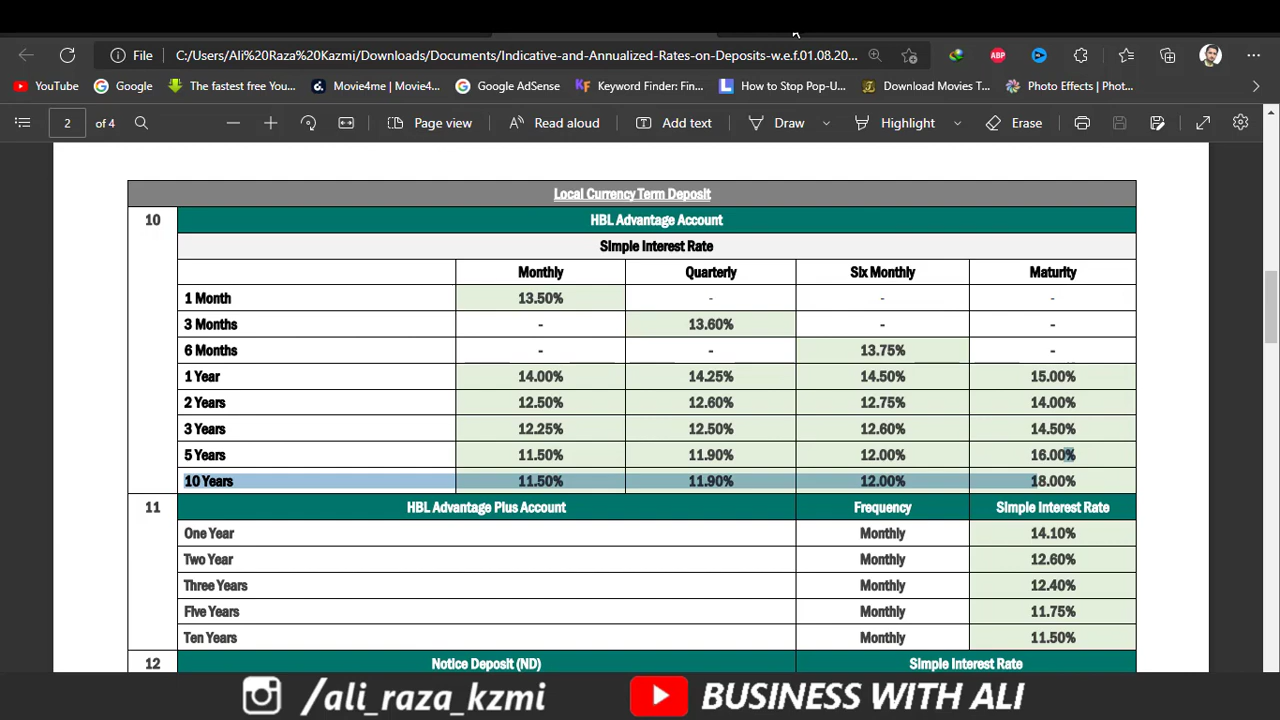 File C:/Users/Ali%20Raza%20Kazmi/Downloads/Documents/Indicative-and-Annualized-Rates-on-Deposits-w.e.f.01.08.20... ABP
YouTube Google The fastest free You... Movie4me | Movie4... Google AdSense Keyword Finder: Fin... How to Stop Pop-U... Download Movies T... Photo Effects | Phot...
2 of 4 Page view Read aloud Add text Draw Highlight Erase
Local Currency Term Deposit
10 HBL Advantage Account
Simple Interest Rate
Monthly Quarterly Six Monthly Maturity
1 Month 13.50% - - -
3 Months - 13.60% - -
6 Months - - 13.75% -
1 Year 14.00% 14.25% 14.50% 15.00%
2 Years 12.50% 12.60% 12.75% 14.00%
3 Years 12.25% 12.50% 12.60% 14.50%
5 Years 11.50% 11.90% 12.00% 16.00%
10 Years 11.50% 11.90% 12.00% 18.00%
11 HBL Advantage Plus Account Frequency Simple Interest Rate
One Year Monthly 14.10%
Two Year Monthly 12.60%
Three Years Monthly 12.40%
Five Years Monthly 11.75%
Ten Years Monthly 11.50%
12 Notice Deposit (ND) Simple Interest Rate
/ali_raza_kzmi BUSINESS WITH ALI